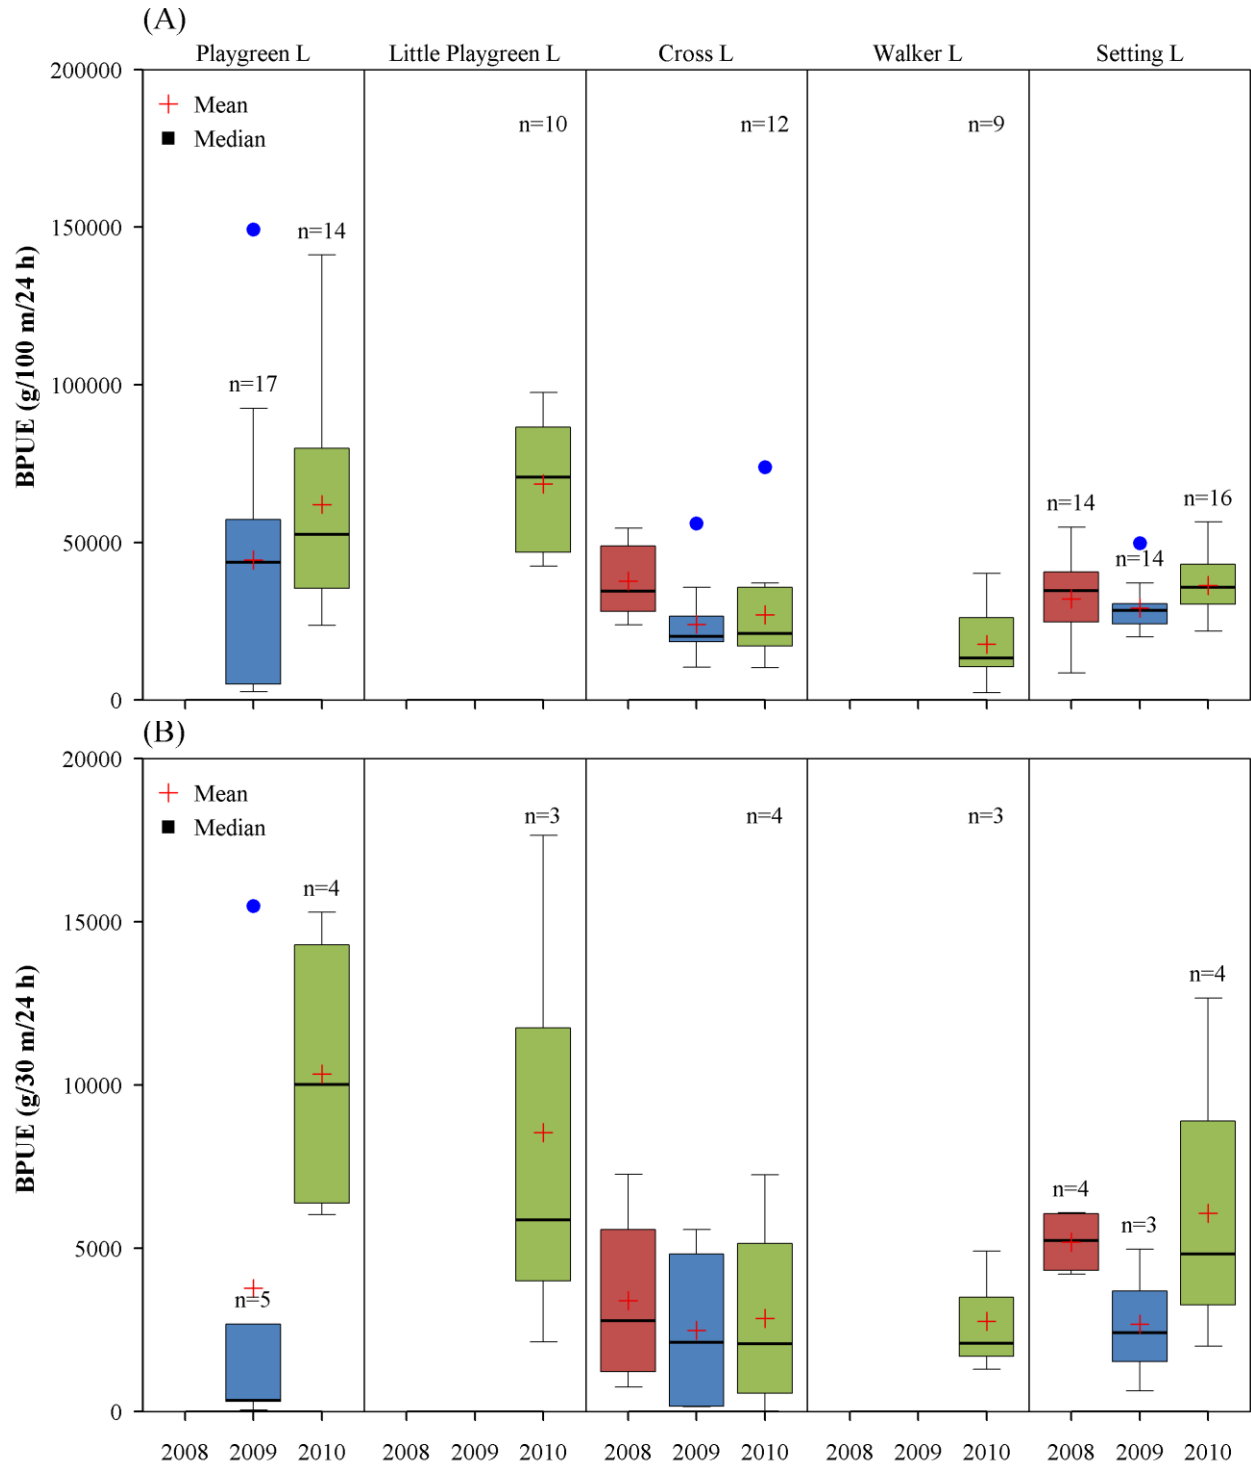 (A)
Playgreen L Little Playgreen L Cross L Walker L Setting L
200000
Mean
Median
n=10 n=12 n=9
150000
n=14
100000
n=17
50000
n=14 n=14 n=16
0
BPUE (g/100 m/24 h)
(B)
20000
Mean
Median
n=3 n=4 n=3
15000
n=4
10000
n=4
5000
n=4 n=3
n=5
0
BPUE (g/30 m/24 h)
2008 2009 2010 2008 2009 2010 2008 2009 2010 2008 2009 2010 2008 2009 2010